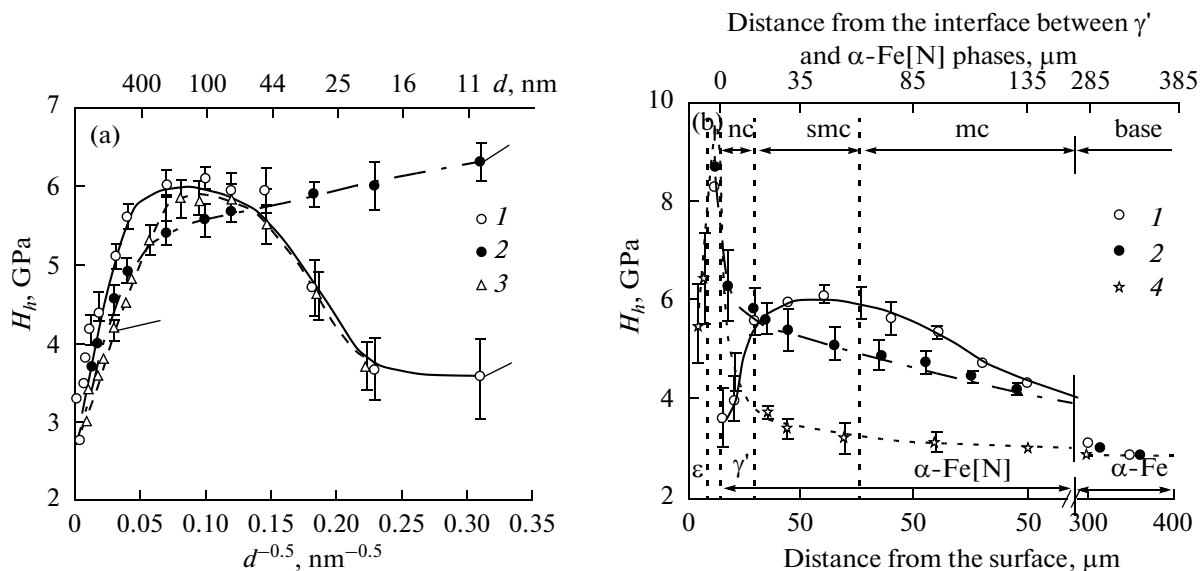 Distance from the interface between γ'
and α-Fe[N] phases, μm
400 100 44 25 16 11 d, nm
0 35 85 135 285 385
7
6
5
4
3
2
H_h, GPa
(a)
1
2
3
0 0.05 0.10 0.15 0.20 0.25 0.30 0.35
d^–0.5, nm^–0.5
10
8
6
4
2
H_h, GPa
(b)
nc smc mc base
1
2
4
ε γ' α-Fe[N] α-Fe
0 50 50 50 300 400
Distance from the surface, μm